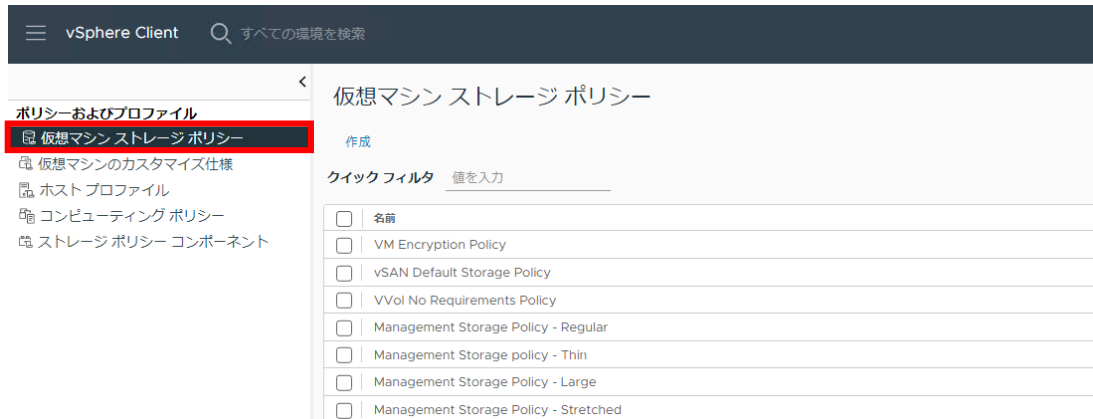 vSphere Client すべての環境を検索
ポリシーおよびプロファイル
仮想マシン ストレージ ポリシー
仮想マシンのカスタマイズ仕様
ホスト プロファイル
コンピューティング ポリシー
ストレージ ポリシー コンポーネント
仮想マシン ストレージ ポリシー
作成
クイック フィルタ 値を入力
名前
VM Encryption Policy
vSAN Default Storage Policy
VVol No Requirements Policy
Management Storage Policy - Regular
Management Storage policy - Thin
Management Storage Policy - Large
Management Storage Policy - Stretched